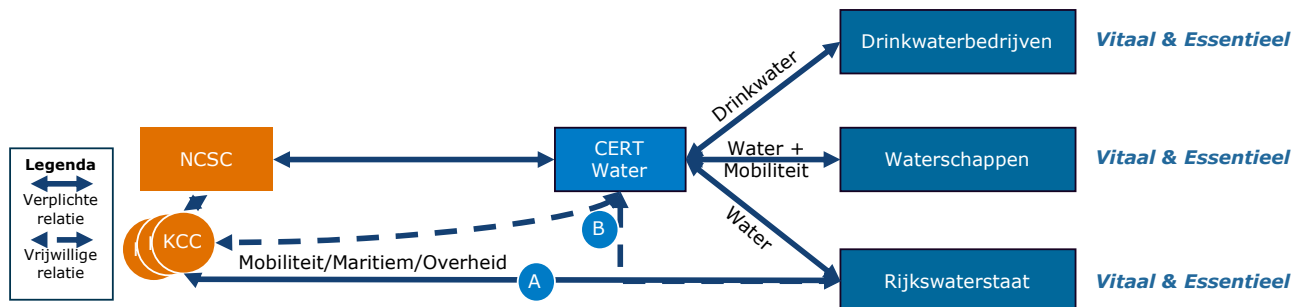 Drinkwaterbedrijven
Vitaal & Essentieel
Drinkwater
NCSC
CERT
Water
Water +
Mobiliteit
Waterschappen
Vitaal & Essentieel
Legenda
Verplichte
relatie
Vrijwillige
relatie
KCC
B
Water
Mobiliteit/Maritiem/Overheid
A
Rijkswaterstaat
Vitaal & Essentieel